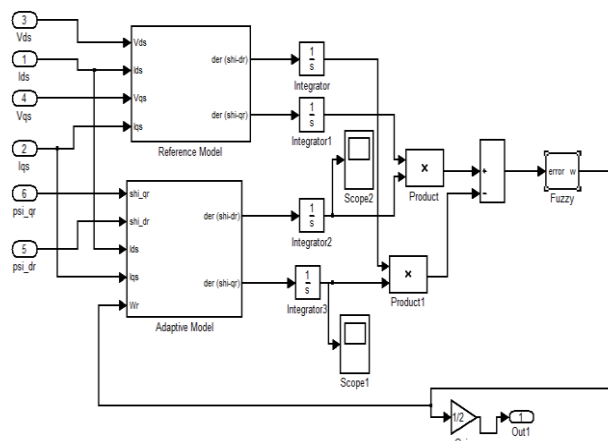 3
Vds
1
Ids
4
Vqs
2
Iqs
6
psi_qr
5
psi_dr
Vds
Ids
Vqs
Iqs
der (shi-dr)
der (shi-qr)
Reference Model
shi_qr
shi_dr
Ids
Iqs
Wr
der (shi-dr)
der (shi-qr)
Adaptive Model
1
s
Integrator
1
s
Integrator1
1
s
Integrator2
1
s
Integrator3
Scope2
Scope1
×
Product
×
Product1
+
-
error w
Fuzzy
1/2
1
Out1